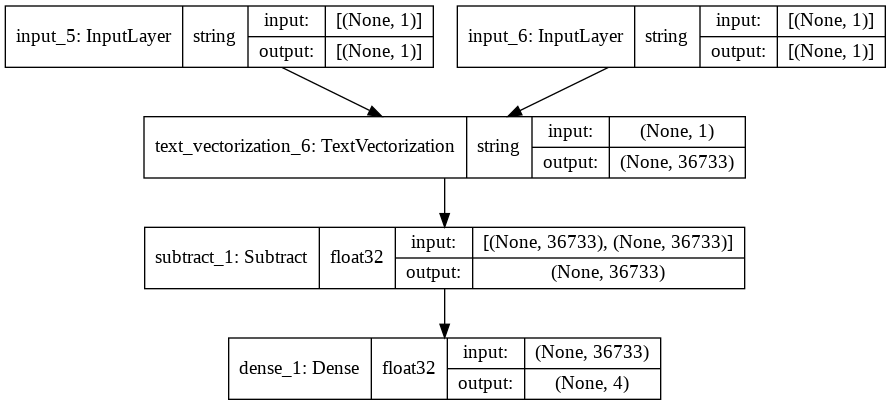 input_5: InputLayer string input: [(None, 1)]
output: [(None, 1)]
input_6: InputLayer string input: [(None, 1)]
output: [(None, 1)]
text_vectorization_6: TextVectorization string input: (None, 1)
output: (None, 36733)
subtract_1: Subtract float32 input: [(None, 36733), (None, 36733)]
output: (None, 36733)
dense_1: Dense float32 input: (None, 36733)
output: (None, 4)